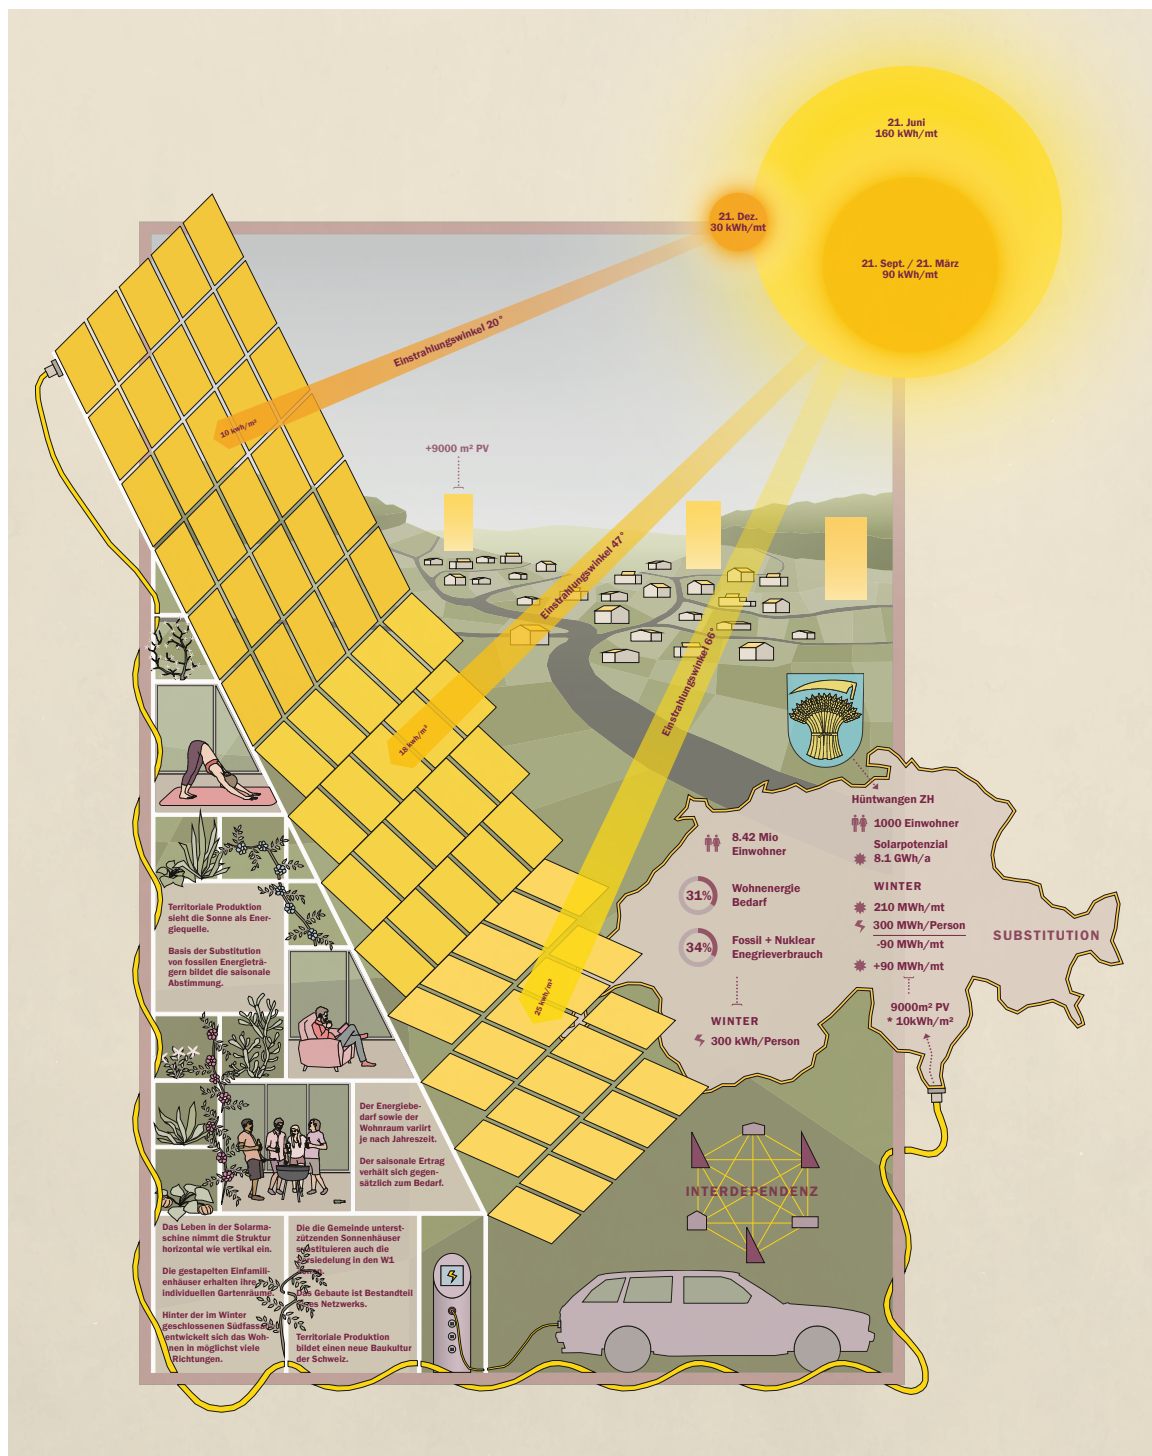 21. Juni
160 kWh/mt
21. Dez.
30 kWh/mt
21. Sept. / 21. März
90 kWh/mt
Einstrahlungswinkel 20°
10 kwh/m²
+9000 m² PV
Einstrahlungswinkel 47°
18 kwh/m²
Einstrahlungswinkel 66°
25 kwh/m²
Hüntwangen ZH
1000 Einwohner
Solarpotenzial
8.1 GWh/a
WINTER
210 MWh/mt
300 MWh/Person
-90 MWh/mt
+90 MWh/mt
9000m² PV
* 10kWh/m²
SUBSTITUTION
8.42 Mio
Einwohner
31%
Wohnenergie
Bedarf
34%
Fossil + Nuklear
Enegrieverbrauch
WINTER
300 kWh/Person
Territoriale Produktion
sieht die Sonne als Ener-
giequelle.
Basis der Substitution
von fossilen Energieträ-
gern bildet die saisonale
Abstimmung.
Der Energiebe-
darf sowie der
Wohnraum variirt
je nach Jahreszeit.
Der saisonale Ertrag
verhält sich gegen-
sätzlich zum Bedarf.
INTERDEPENDENZ
Das Leben in der Solarma-
schine nimmt die Struktur
horizontal wie vertikal ein.
Die gestapelten Einfamili-
enhäuser erhalten ihre
individuellen Gartenräume.
Hinter der im Winter
geschlossenen Südfassade
entwickelt sich das Woh-
nen in möglichst viele
Richtungen.
Die die Gemeinde unterst-
zützenden Sonnenhäuser
substituieren auch die
in den W1
Das Gebaute ist Bestandteil
Netzwerks.
Territoriale Produktion
bildet einen neue Baukultur
der Schweiz.